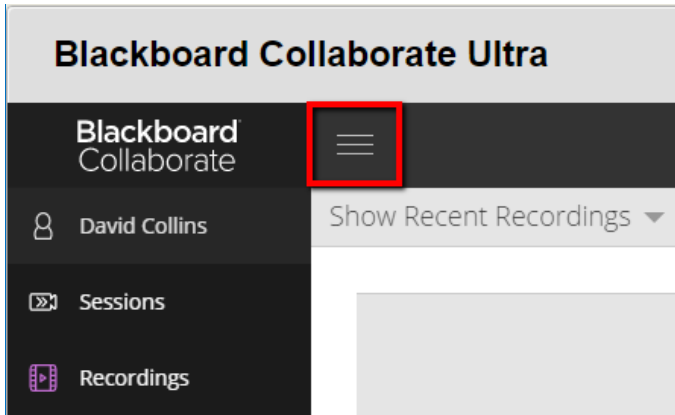 Blackboard Collaborate Ultra
Blackboard
Collaborate
David Collins
Show Recent Recordings
Sessions
Recordings